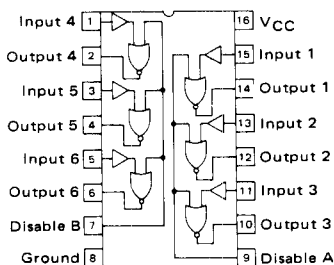 Input 4 1
16 VCC
15 Input 1
Output 4 2
14 Output 1
Input 5 3
13 Input 2
Output 5 4
12 Output 2
Input 6 5
11 Input 3
Output 6 6
10 Output 3
Disable B 7
Ground 8
9 Disable A